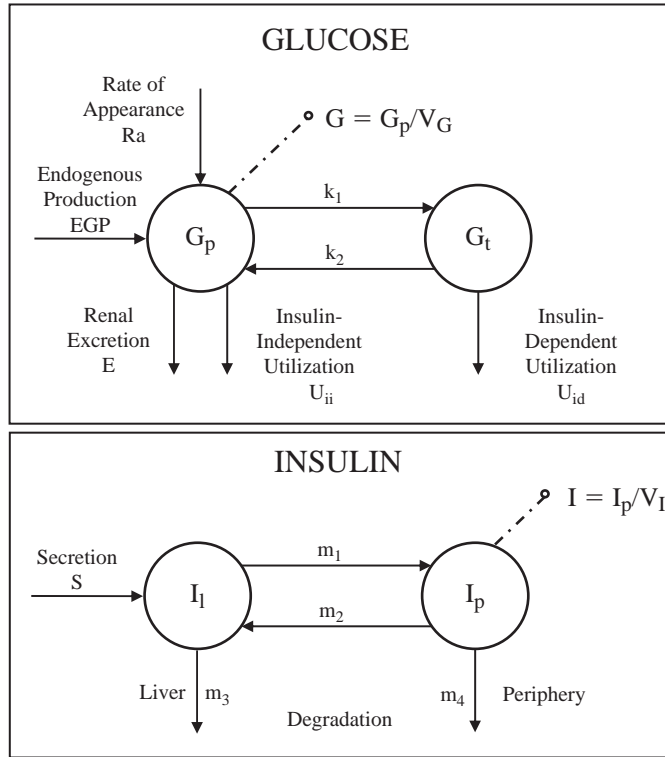 GLUCOSE
Rate of
Appearance
Ra
G = Gp/VG
Endogenous
Production
EGP
k1
Gp
Gt
k2
Renal
Excretion
E
Insulin-
Independent
Utilization
Uii
Insulin-
Dependent
Utilization
Uid
INSULIN
I = Ip/VI
Secretion
S
m1
Il
Ip
m2
Liver
m3
m4
Periphery
Degradation